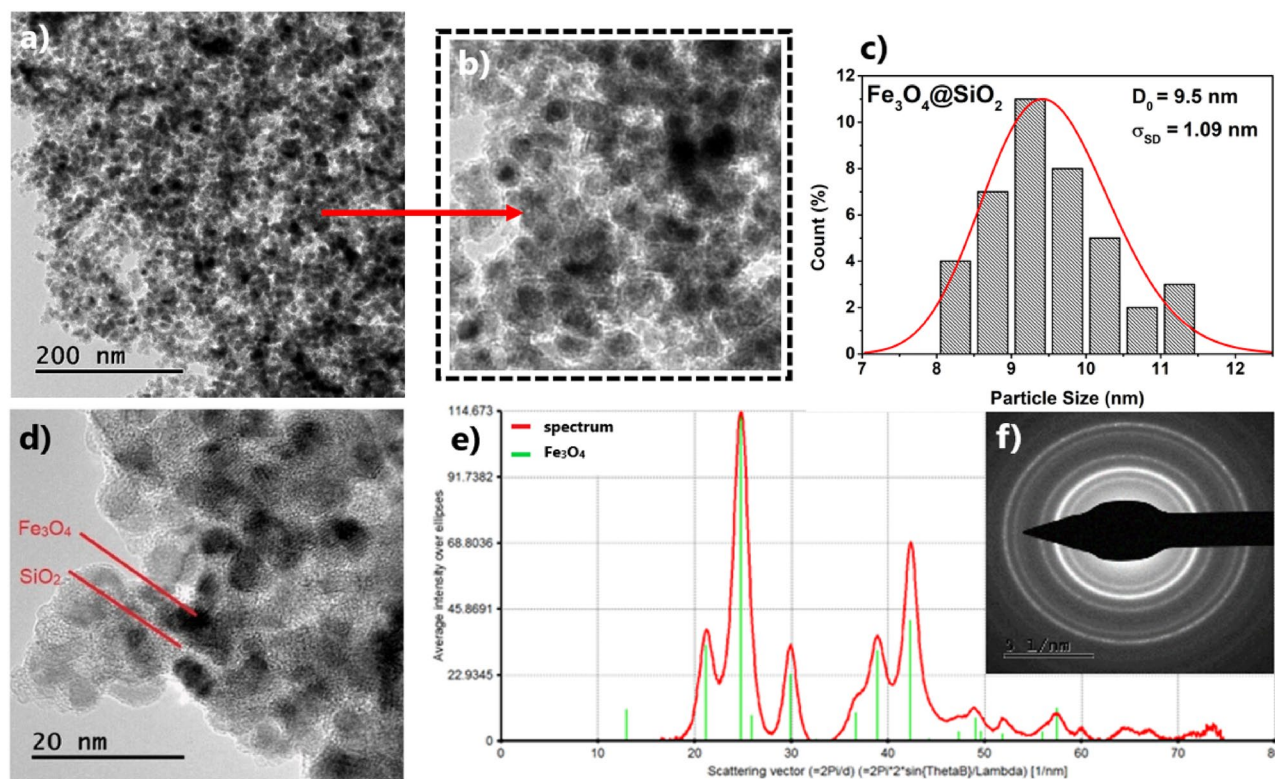 a)
200 nm
b)
c)
Fe₃O₄@SiO₂
D₀ = 9.5 nm
σSD = 1.09 nm
Count (%)
12
10
8
6
4
2
0
7 8 9 10 11 12
Particle Size (nm)
d)
Fe₃O₄
SiO₂
20 nm
e)
spectrum
Fe₃O₄
Average intensity over ellipses
114.673
91.7382
68.8036
45.8691
22.9345
0
0 10 20 30 40 50 60 70 80
Scattering vector (=2Pi/d) (=2Pi*2*sin{ThetaB}/Lambda) [1/nm]
f)
1/nm